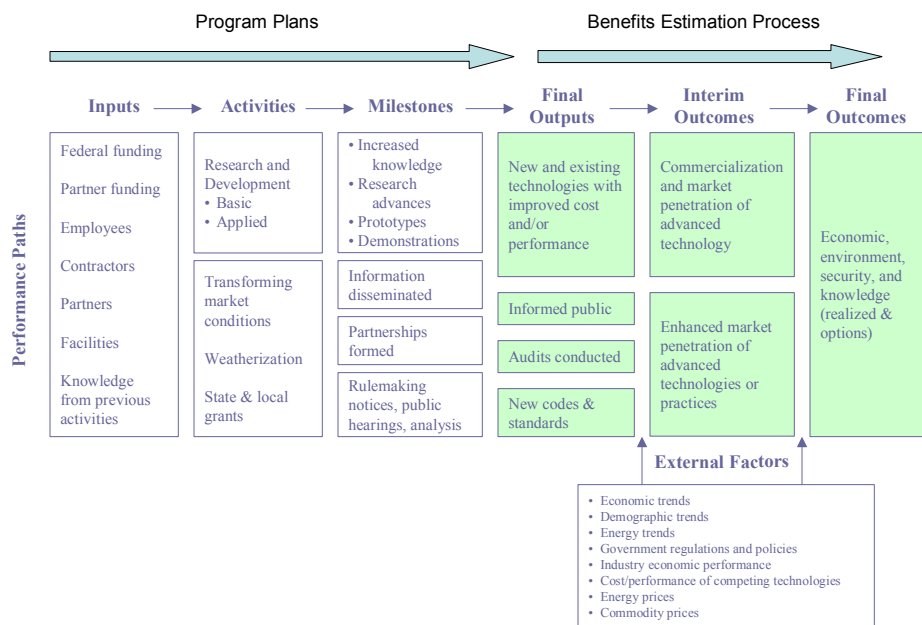 Program Plans
Benefits Estimation Process
Inputs
Activities
Milestones
Final
Outputs
Interim
Outcomes
Final
Outcomes
Performance Paths
Federal funding
Partner funding
Employees
Contractors
Partners
Facilities
Knowledge
from previous
activities
Research and
Development
• Basic
• Applied
Transforming
market
conditions
Weatherization
State & local
grants
• Increased
knowledge
• Research
advances
• Prototypes
• Demonstrations
Information
disseminated
Partnerships
formed
Rulemaking
notices, public
hearings, analysis
New and existing
technologies with
improved cost
and/or
performance
Informed public
Audits conducted
New codes &
standards
Commercialization
and market
penetration of
advanced
technology
Enhanced market
penetration of
advanced
technologies or
practices
Economic,
environment,
security, and
knowledge
(realized &
options)
External Factors
• Economic trends
• Demographic trends
• Energy trends
• Government regulations and policies
• Industry economic performance
• Cost/performance of competing technologies
• Energy prices
• Commodity prices